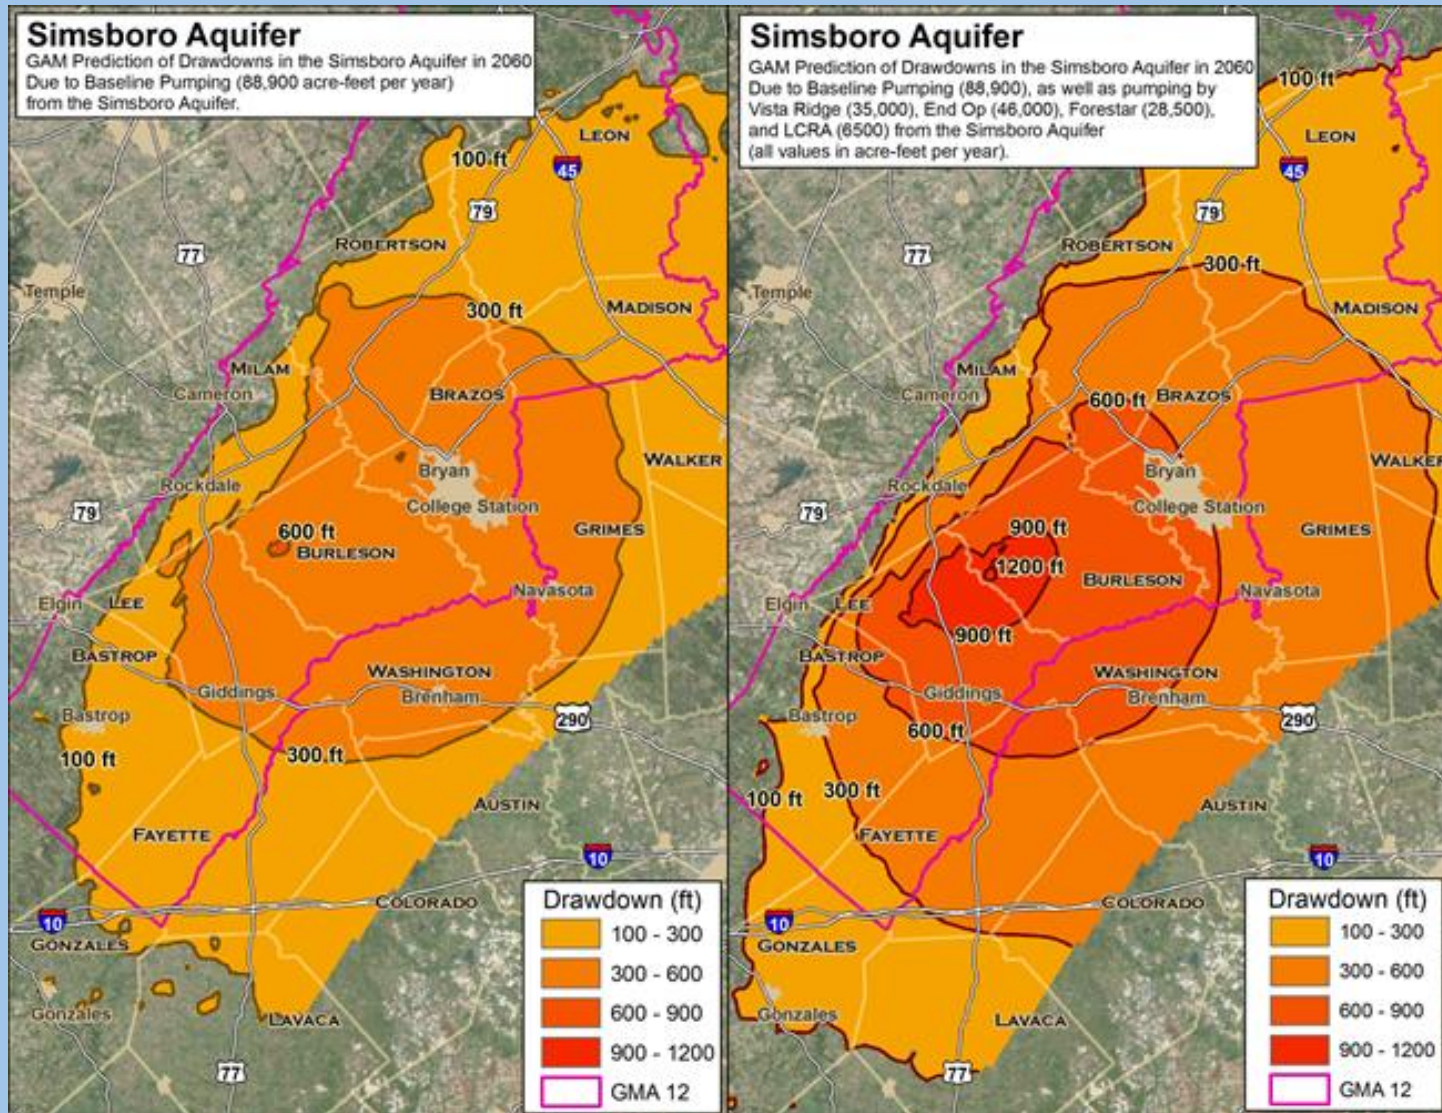 Simsboro Aquifer
GAM Prediction of Drawdowns in the Simsboro Aquifer in 2060
Due to Baseline Pumping (88,900 acre-feet per year)
from the Simsboro Aquifer.
LEON
100 ft
45
79
77
ROBERTSON
Temple
MADISON
300 ft
MILAM
Cameron
BRAZOS
WALKER
Bryan
Rockdale
College Station
79
600 ft
GRIMES
BURLESON
Navasota
Elgin
LEE
BASTROP
WASHINGTON
Giddings
Brenham
Bastrop
290
100 ft
300 ft
AUSTIN
FAYETTE
10
COLORADO
10
GONZALES
Gonzales
LAVACA
77
Drawdown (ft)
100 - 300
300 - 600
600 - 900
900 - 1200
GMA 12
Simsboro Aquifer
GAM Prediction of Drawdowns in the Simsboro Aquifer in 2060
Due to Baseline Pumping (88,900), as well as pumping by
Vista Ridge (35,000), End Op (46,000), Forestar (28,500),
and LCRA (6500) from the Simsboro Aquifer
(all values in acre-feet per year).
100 ft
LEON
45
79
ROBERTSON
77
300 ft
Temple
MADISON
MILAM
Cameron
600 ft
BRAZOS
WALKER
Bryan
Rockdale
College Station
79
900 ft
GRIMES
1200 ft
BURLESON
Navasota
Elgin
LEE
900 ft
BASTROP
WASHINGTON
Giddings
Brenham
Bastrop
290
600 ft
300 ft
100 ft
AUSTIN
FAYETTE
10
COLORADO
10
GONZALES
Gonzales
LAVACA
77
Drawdown (ft)
100 - 300
300 - 600
600 - 900
900 - 1200
GMA 12